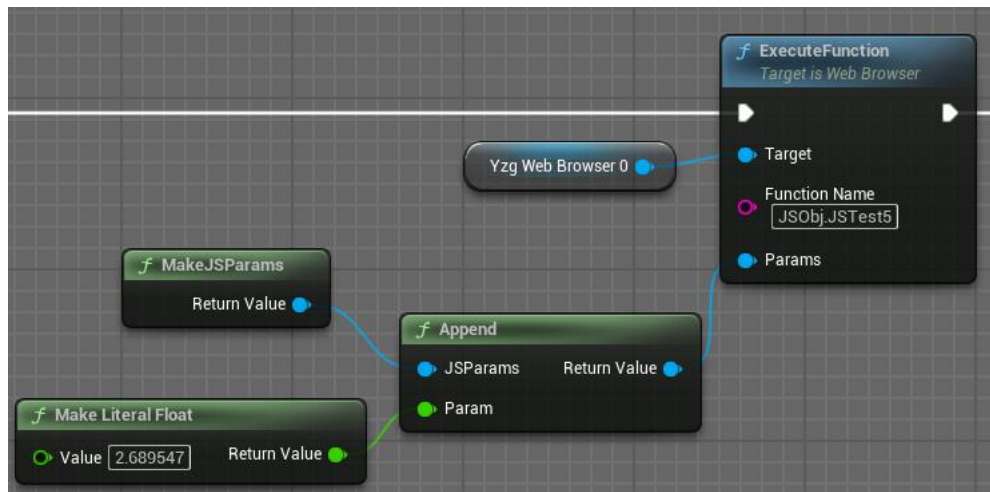 f ExecuteFunction
Target is Web Browser
Yzg Web Browser 0
Target
Function Name
JSObj.JSTest5
Params
f MakeJSParams
Return Value
f Append
JSParams Return Value
Param
f Make Literal Float
Value 2.689547 Return Value